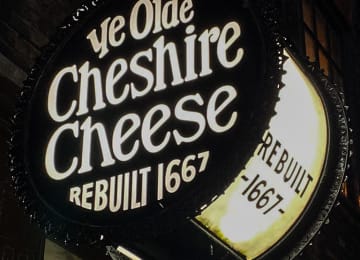 Ye Olde
Cheshire
Cheese
REBUILT 1667
REBUILT
-1667-